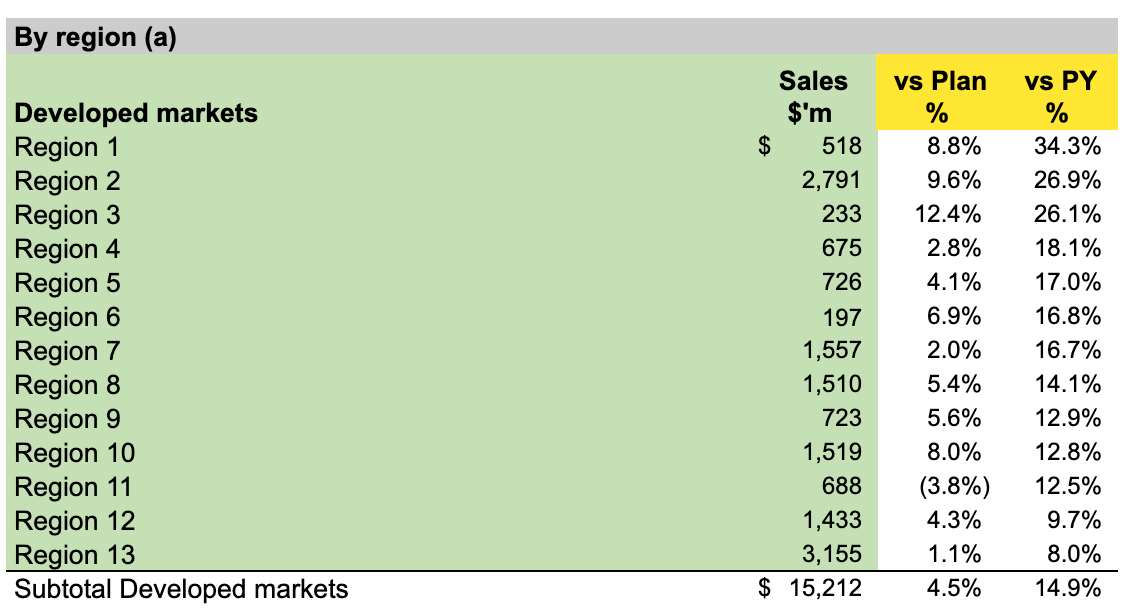 By region (a)
Sales vs Plan vs PY
Developed markets $'m % %
Region 1 $ 518 8.8% 34.3%
Region 2 2,791 9.6% 26.9%
Region 3 233 12.4% 26.1%
Region 4 675 2.8% 18.1%
Region 5 726 4.1% 17.0%
Region 6 197 6.9% 16.8%
Region 7 1,557 2.0% 16.7%
Region 8 1,510 5.4% 14.1%
Region 9 723 5.6% 12.9%
Region 10 1,519 8.0% 12.8%
Region 11 688 (3.8%) 12.5%
Region 12 1,433 4.3% 9.7%
Region 13 3,155 1.1% 8.0%
Subtotal Developed markets $ 15,212 4.5% 14.9%